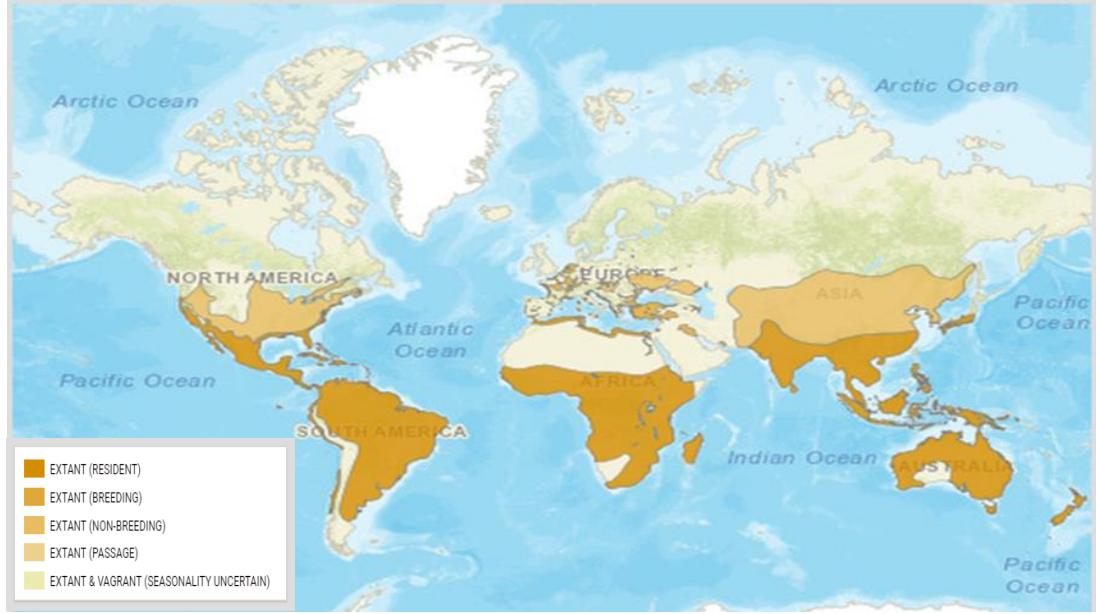 Arctic Ocean
Arctic Ocean
NORTH AMERICA
EUROPE
ASIA
Pacific
Ocean
Atlantic
Ocean
Pacific Ocean
AFRICA
SOUTH AMERICA
Indian Ocean
AUSTRALIA
Pacific
Ocean
EXTANT (RESIDENT)
EXTANT (BREEDING)
EXTANT (NON-BREEDING)
EXTANT (PASSAGE)
EXTANT & VAGRANT (SEASONALITY UNCERTAIN)